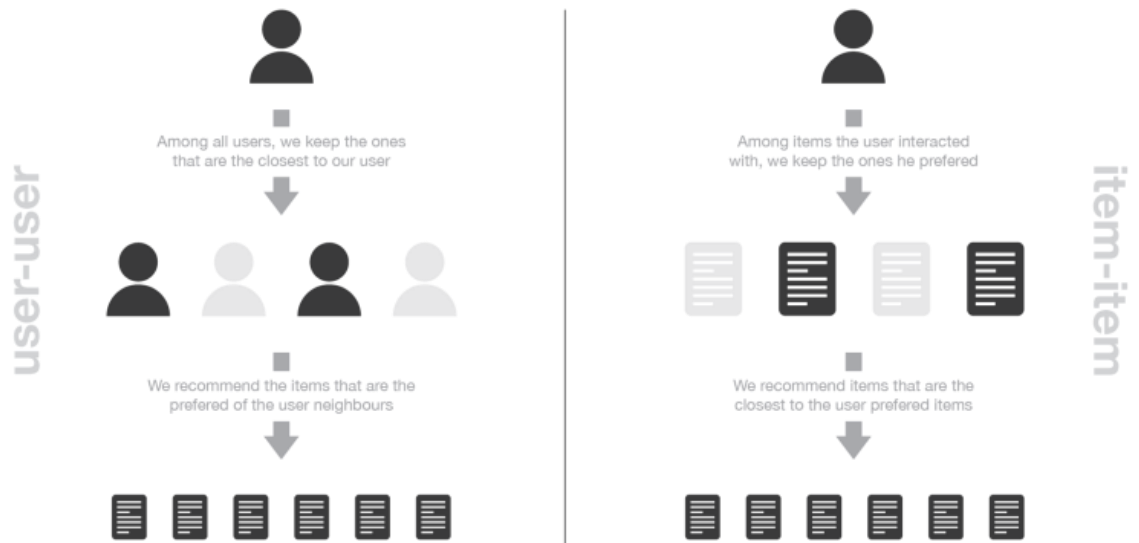 user-user
Among all users, we keep the ones
that are the closest to our user
We recommend the items that are the
prefered of the user neighbours
Among items the user interacted
with, we keep the ones he prefered
We recommend items that are the
closest to the user prefered items
item-item